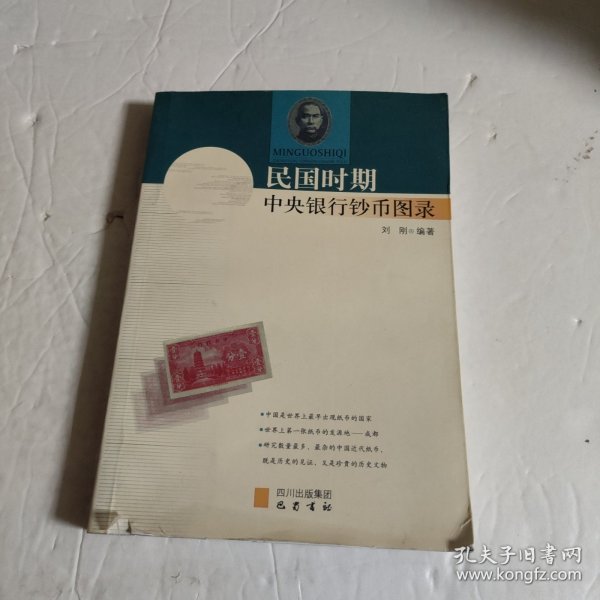 MINGUOSHIQI
民国时期
中央银行钞币图录
刘 刚 编著
壹分
中国是世界上最早出现纸币的国家
世界上第一张纸币的发源地——成都
研究数量最多、最杂的中国近代纸币,
既是历史的见证,又是珍贵的历史文物
四川出版集团
巴蜀书社
孔夫子旧书网
www.kongfz.com